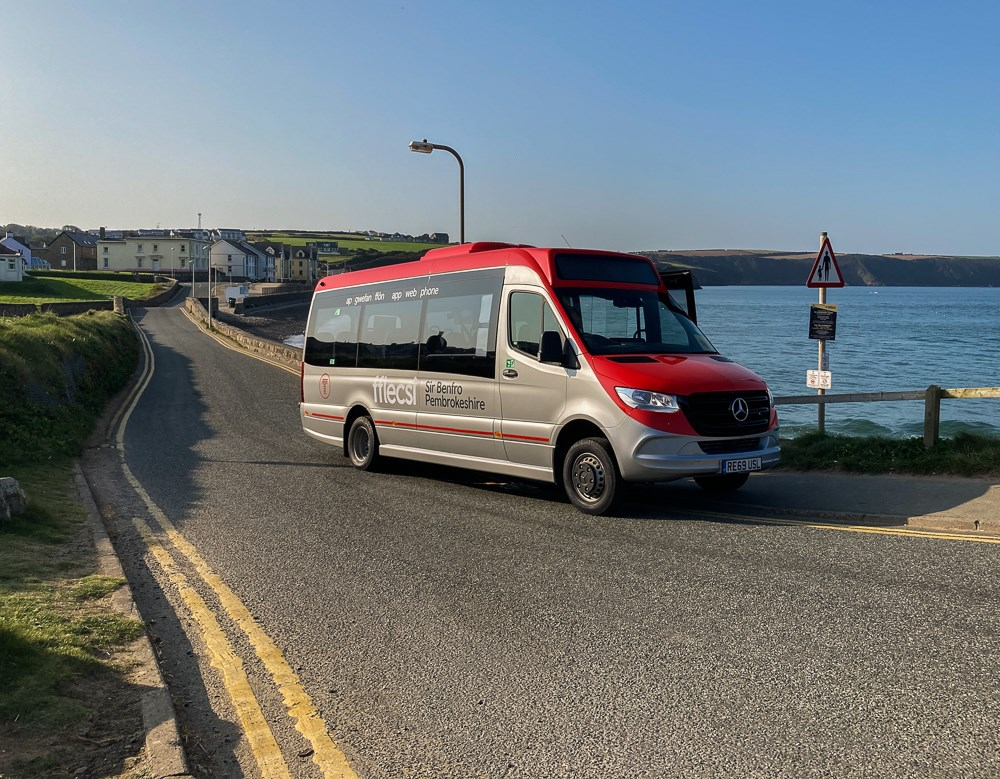 ap gwefan ffôn app web phone
fflecsi
Sir Benfro
Pembrokeshire
RE69 USL